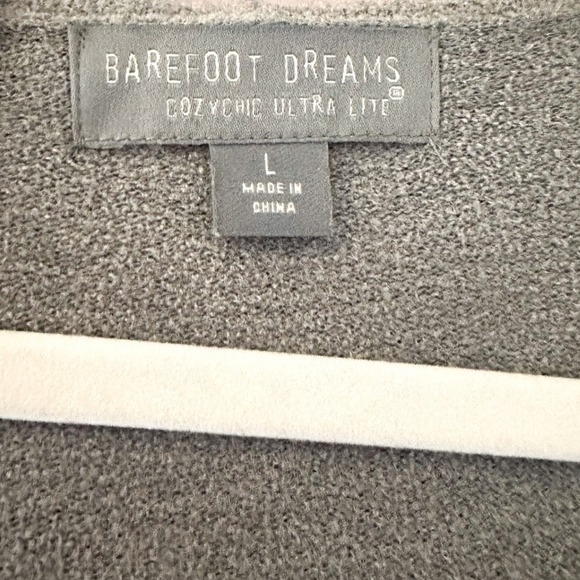 BAREFOOT DREAMS
COZYCHIC ULTRA LITE
L
MADE IN
CHINA